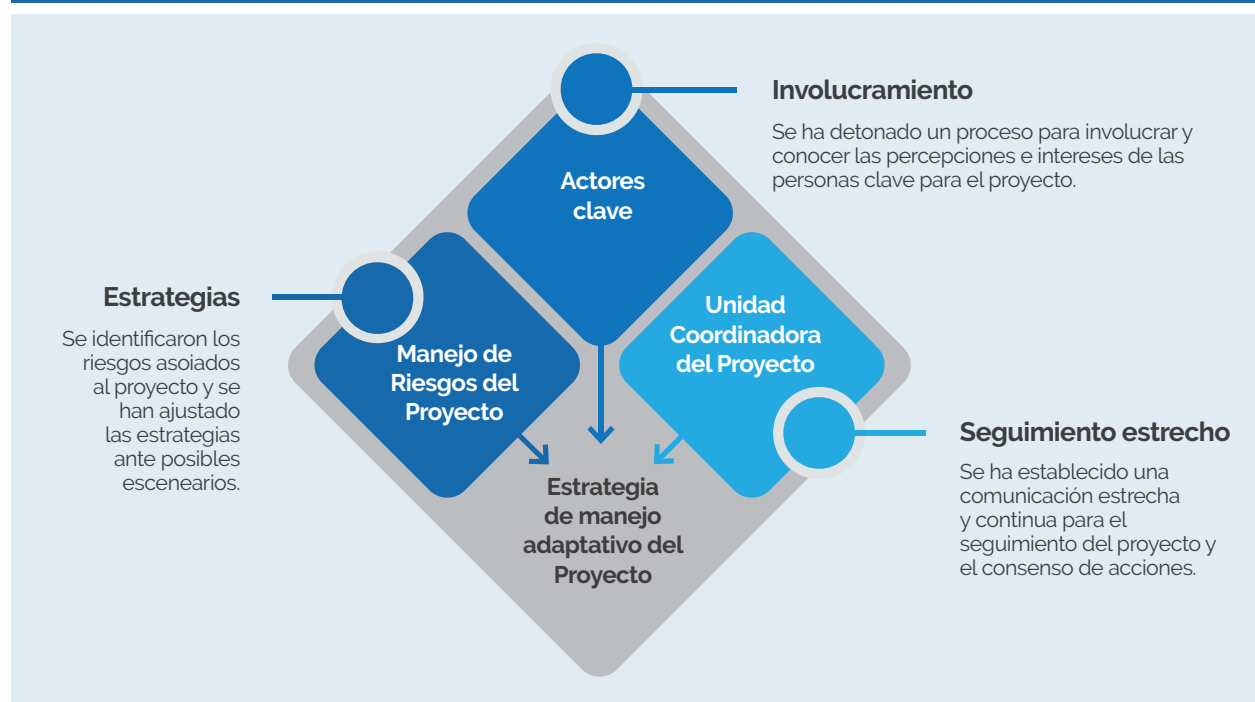 Involucramiento
Se ha detonado un proceso para involucrar y
conocer las percepciones e intereses de las
personas clave para el proyecto.
Actores
clave
Estrategias
Se identificaron los
riesgos asoiados
al proyecto y se
han ajustado
las estrategias
ante posibles
escenearios.
Manejo de
Riesgos del
Proyecto
Unidad
Coordinadora
del Proyecto
Seguimiento estrecho
Se ha establecido una
comunicación estrecha
y continua para el
seguimiento del proyecto y
el consenso de acciones.
Estrategia
de manejo
adaptativo del
Proyecto